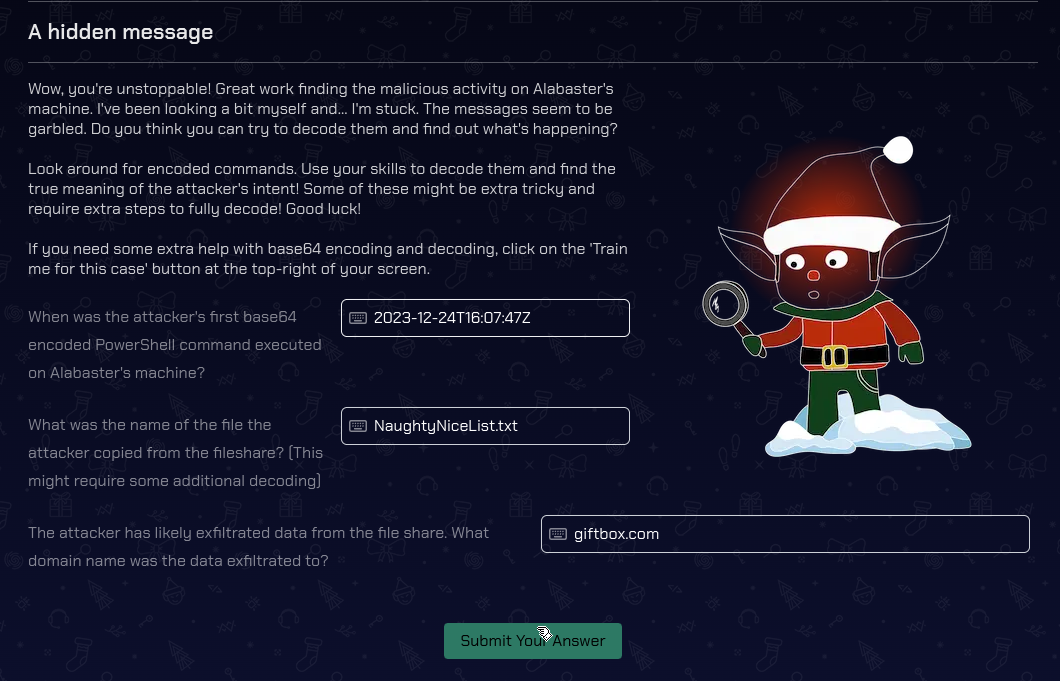 A hidden message
Wow, you're unstoppable! Great work finding the malicious activity on Alabaster's
machine. I've been looking a bit myself and... I'm stuck. The messages seem to be
garbled. Do you think you can try to decode them and find out what's happening?
Look around for encoded commands. Use your skills to decode them and find the
true meaning of the attacker's intent! Some of these might be extra tricky and
require extra steps to fully decode! Good luck!
If you need some extra help with base64 encoding and decoding, click on the 'Train
me for this case' button at the top-right of your screen.
When was the attacker's first base64
encoded PowerShell command executed
on Alabaster's machine?
2023-12-24T16:07:47Z
What was the name of the file the
attacker copied from the fileshare? (This
might require some additional decoding)
NaughtyNiceList.txt
The attacker has likely exfiltrated data from the file share. What
domain name was the data exfiltrated to?
giftbox.com
Submit Your Answer